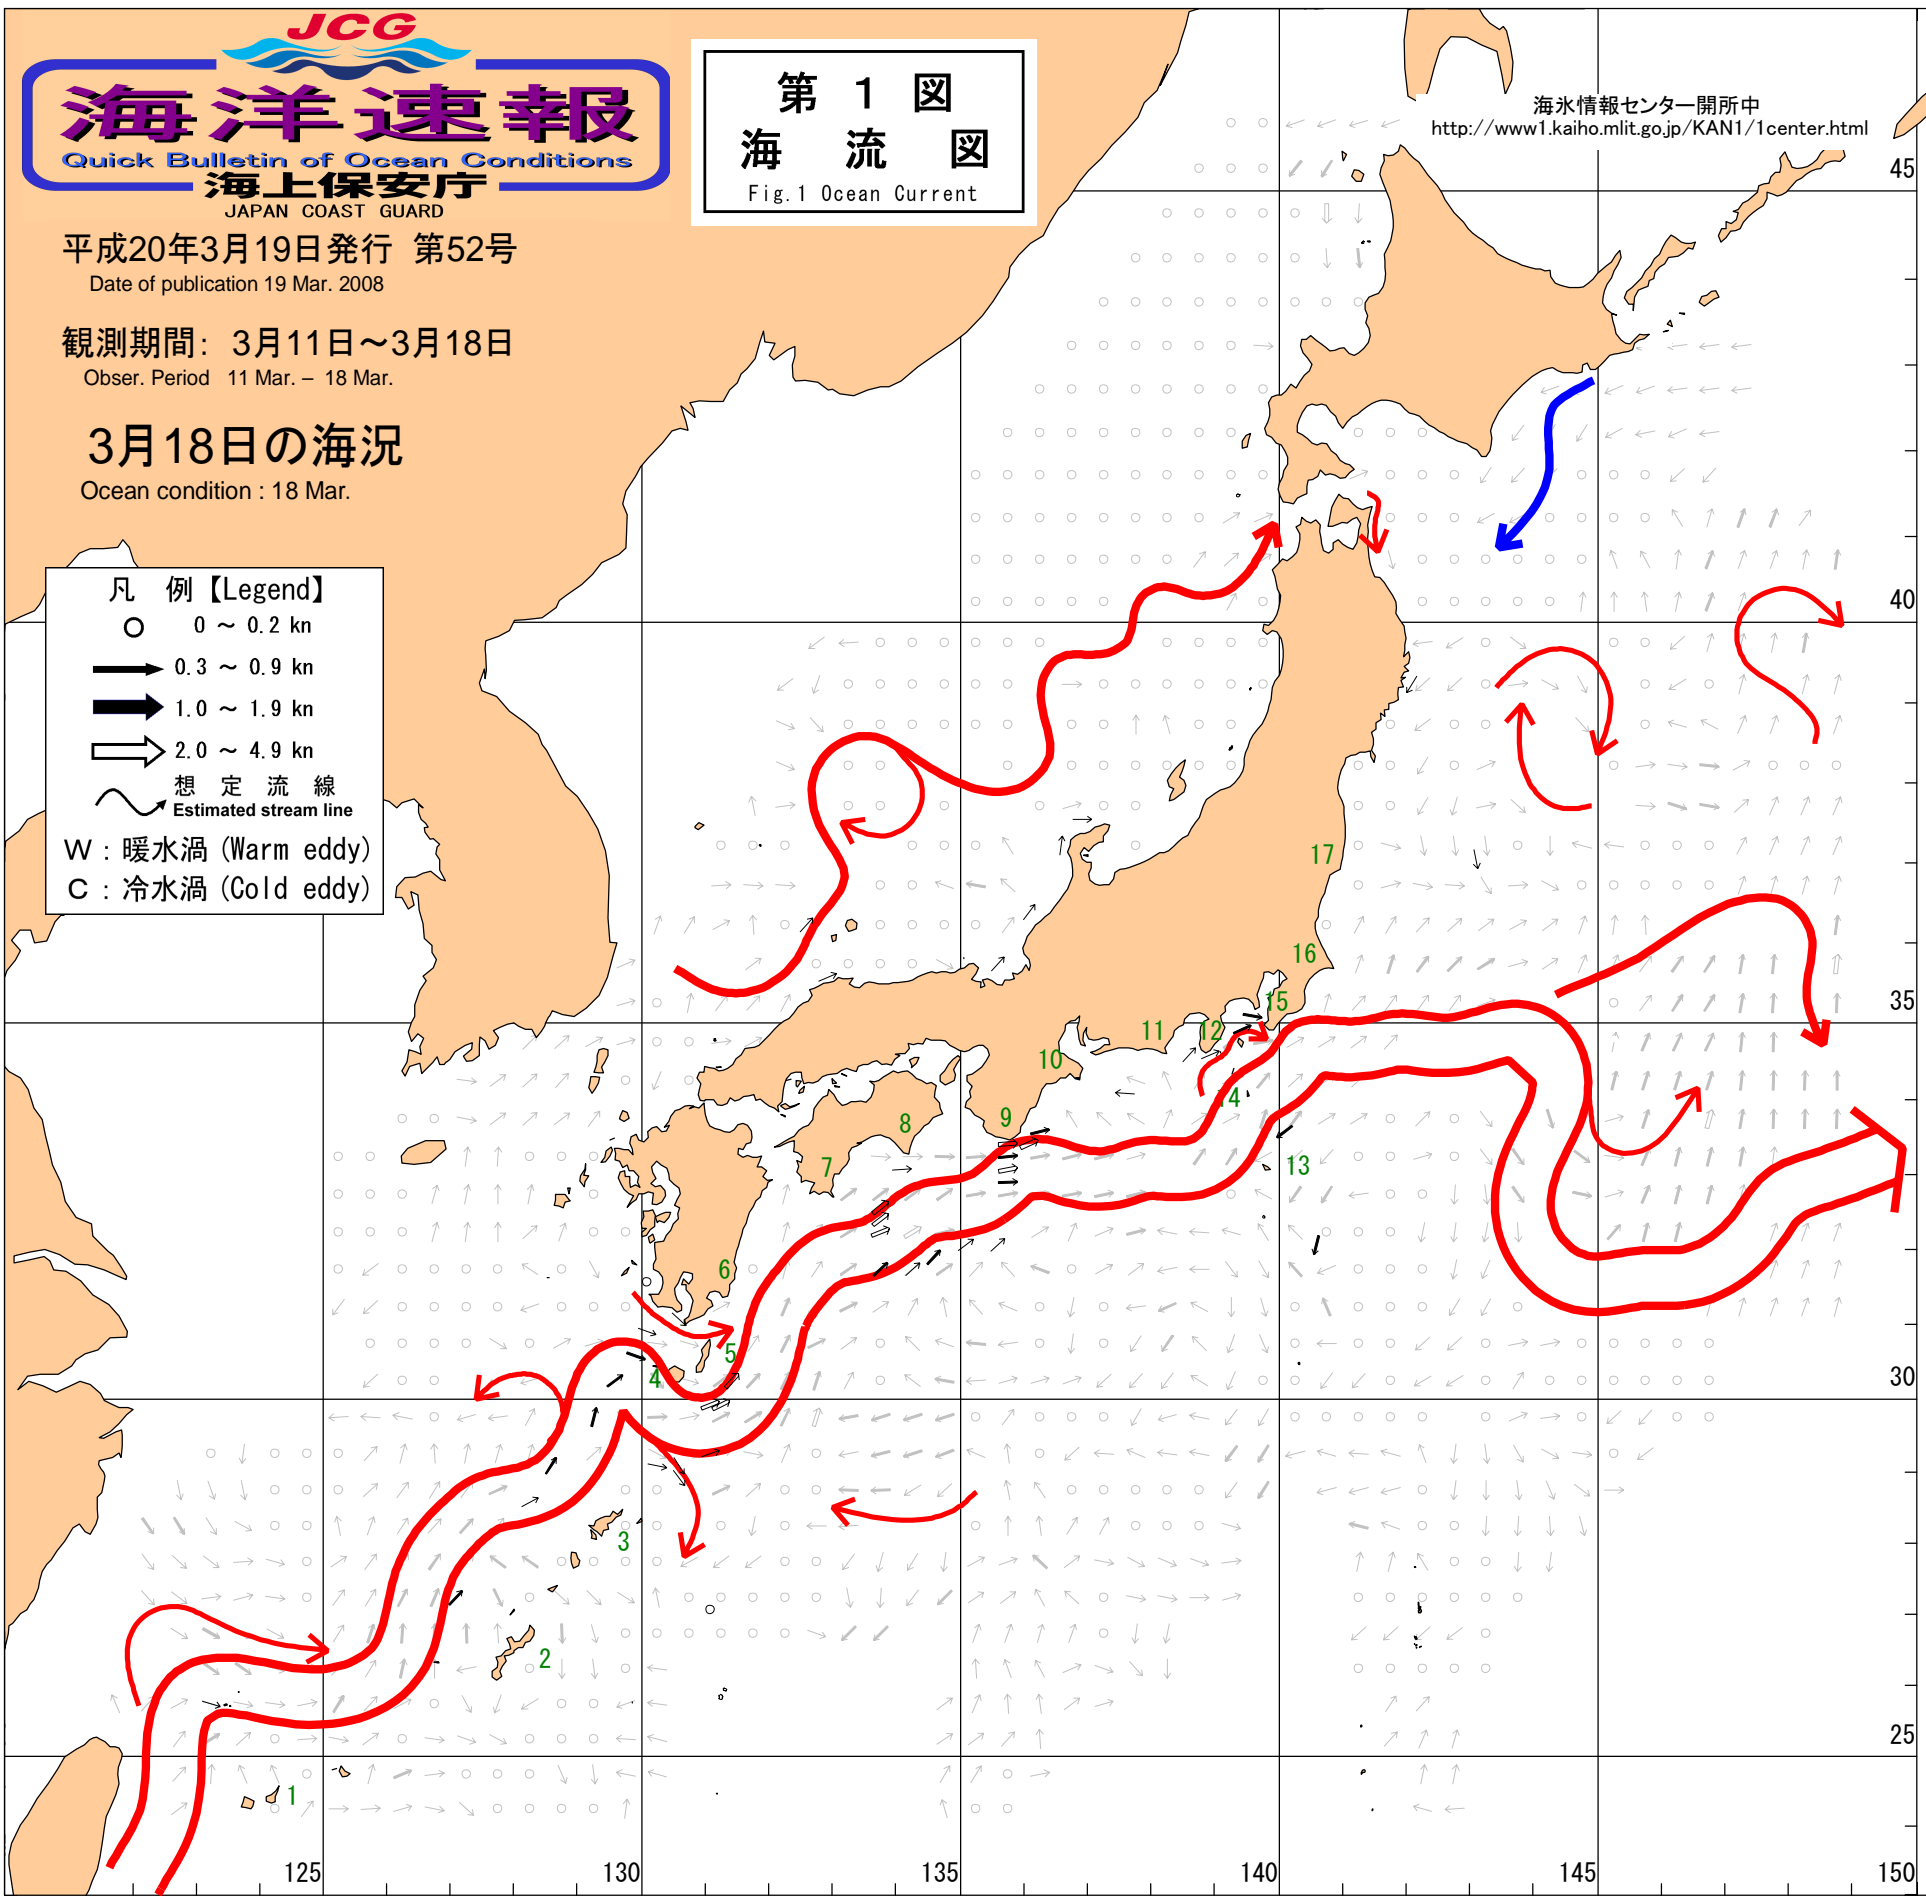 JCG
海洋速報
Quick Bulletin of Ocean Conditions
海上保安庁
JAPAN COAST GUARD
平成20年3月19日発行 第52号
Date of publication 19 Mar. 2008
観測期間: 3月11日～3月18日
Obser. Period 11 Mar. – 18 Mar.
3月18日の海況
Ocean condition : 18 Mar.
第 1 図
海 流 図
Fig.1 Ocean Current
海氷情報センター開所中
http://www1.kaiho.mlit.go.jp/KAN1/1center.html
凡 例【Legend】
0 ～ 0.2 kn
0.3 ～ 0.9 kn
1.0 ～ 1.9 kn
2.0 ～ 4.9 kn
想 定 流 線
Estimated stream line
W : 暖水渦 (Warm eddy)
C : 冷水渦 (Cold eddy)
45
40
17
16
35
15
12
11
10
14
9
8
7
13
6
5
4
30
3
2
25
1
125
130
135
140
145
150